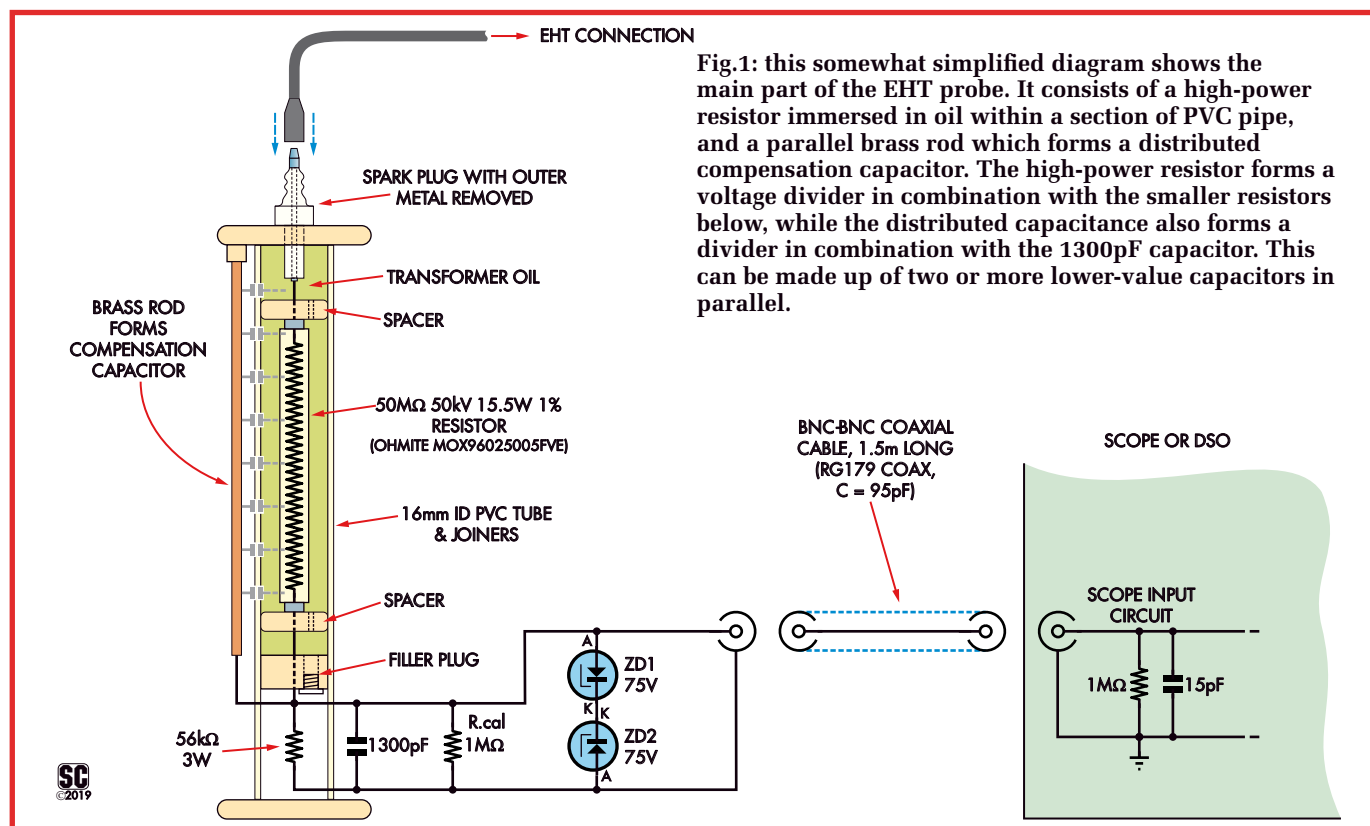 EHT CONNECTION
Fig.1: this somewhat simplified diagram shows the
main part of the EHT probe. It consists of a high-power
resistor immersed in oil within a section of PVC pipe,
and a parallel brass rod which forms a distributed
compensation capacitor. The high-power resistor forms a
voltage divider in combination with the smaller resistors
below, while the distributed capacitance also forms a
divider in combination with the 1300pF capacitor. This
can be made up of two or more lower-value capacitors in
parallel.
SPARK PLUG WITH OUTER
METAL REMOVED
TRANSFORMER OIL
SPACER
BRASS ROD
FORMS
COMPENSATION
CAPACITOR
50MΩ 50kV 15.5W 1%
RESISTOR
(OHMITE MOX96025005FVE)
16mm ID PVC TUBE
& JOINERS
SPACER
FILLER PLUG
BNC-BNC COAXIAL
CABLE, 1.5m LONG
(RG179 COAX,
C = 95pF)
SCOPE OR DSO
SCOPE INPUT
CIRCUIT
1MΩ
15pF
A
ZD1
75V
K
K
ZD2
75V
A
56kΩ
3W
1300pF
R.cal
1MΩ
SC
©2019